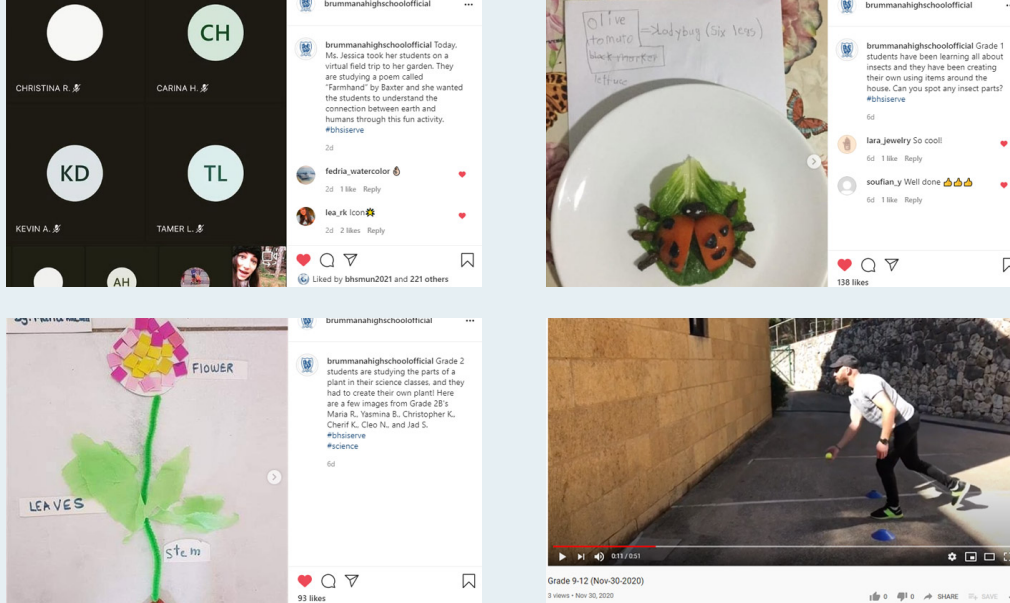 CH
CHRISTINA R.
CARINA H.
KD
TL
KEVIN A.
TAMER L.
AH
brummanahighschoolofficial
brummanahighschoolofficial Today,
Ms. Jessica took her students on a
virtual field trip to her garden. They
are studying a poem called
"Farmhand" by Baxter and she wanted
the students to understand the
connection between earth and
humans through this fun activity.
#bhsiserve
2d
fedria_watercolor
2d 1 like Reply
lea_rk Icon
2d 2 likes Reply
Liked by bhsmun2021 and 221 others
olive
tomato
=>Ladybug (Six legs)
black marker
lettuce
brummanahighschoolofficial
brummanahighschoolofficial Grade 1
students have been learning all about
insects and they have been creating
their own using items around the
house. Can you spot any insect parts?
#bhsiserve
6d
lara_jewelry So cool!
6d 1 like Reply
soufian_y Well done 👍👍👍
6d 1 like Reply
138 likes
FLOWER
LEAVES
Stem
brummanahighschoolofficial
brummanahighschoolofficial Grade 2
students are studying the parts of a
plant in their science classes, and they
had to create their own plant! Here
are a few images from Grade 2B's
Maria R., Yasmina B., Christopher K.,
Cherif K., Cleo N., and Jad S.
#bhsiserve
#science
6d
93 likes
0:11 / 0:51
Grade 9-12 (Nov-30-2020)
3 views • Nov 30, 2020
0 0 SHARE SAVE